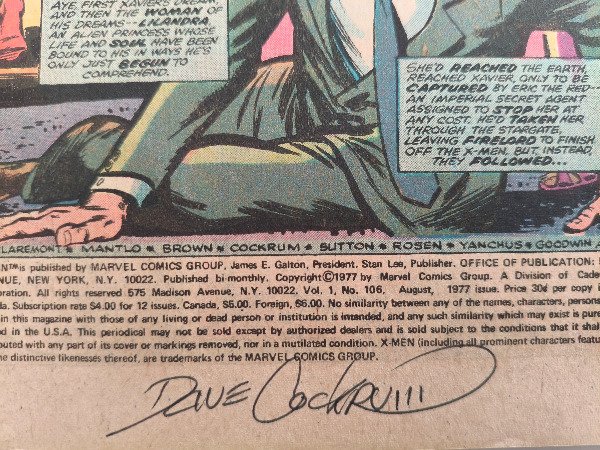 AYE, FIRST XAVIER'S DREAM--
AND THEN THE WOMAN OF
HIS DREAMS--LILANDRA,
AN ALIEN PRINCESS WHOSE
LIFE AND SOUL HAVE BEEN
BOUND TO HIS IN WAYS HE'S
ONLY JUST BEGUN TO
COMPREHEND.
SHE'D REACHED THE EARTH,
REACHED XAVIER, ONLY TO BE
CAPTURED BY ERIC THE RED--
AN IMPERIAL SECRET AGENT
ASSIGNED TO STOP HER AT
ANY COST. HE'D TAKEN HER
THROUGH THE STARGATE,
LEAVING FIRELORD TO FINISH
OFF THE X-MEN. BUT INSTEAD
THEY FOLLOWED...
CLAREMONT ★ MANTLO ★ BROWN ★ COCKRUM ★ SUTTON ★ ROSEN ★ YANCHUS ★ GOODWIN
™ is published by MARVEL COMICS GROUP. James E. Galton, President. Stan Lee, Publisher. OFFICE OF PUBLICATION:
NUE, NEW YORK, N.Y. 10022. Published bi-monthly. Copyright ©1977 by Marvel Comics Group, A Division of Cade
oration. All rights reserved 575 Madison Avenue, N.Y. 10022. Vol. 1, No. 106, August, 1977 issue. Price 30¢ per copy in
da. Subscription rate $4.00 for 12 issues. Canada, $5.00. Foreign, $6.00. No similarity between any of the names, characters, persons
in this magazine with those of any living or dead person or institution is intended, and any such similarity which may exist is pure
ed in the U.S.A. This periodical may not be sold except by authorized dealers and is sold subject to the conditions that it shall
buted with any part of its cover or markings removed, nor in a mutilated condition. X-MEN (including all prominent characters featu
e distinctive likenesses thereof, are trademarks of the MARVEL COMICS GROUP.
Dave Cockrum